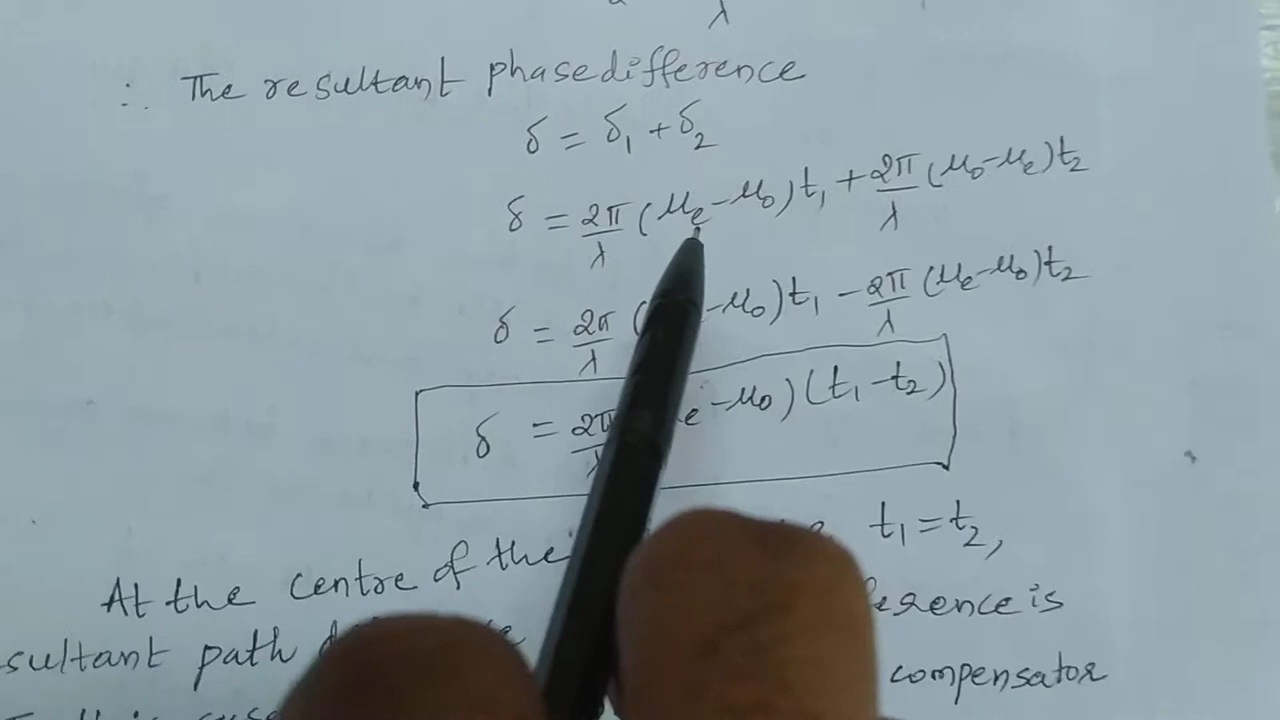 λ
∴ The resultant phase difference
δ = δ₁ + δ₂
δ = 2π/λ (μe - μo) t₁ + 2π/λ (μo - μe) t₂
δ = 2π/λ ( - μo) t₁ - 2π/λ (μe - μo) t₂
δ = 2π e - μo) (t₁ - t₂)
At the centre of the t₁ = t₂,
sultant path erence is
compensator